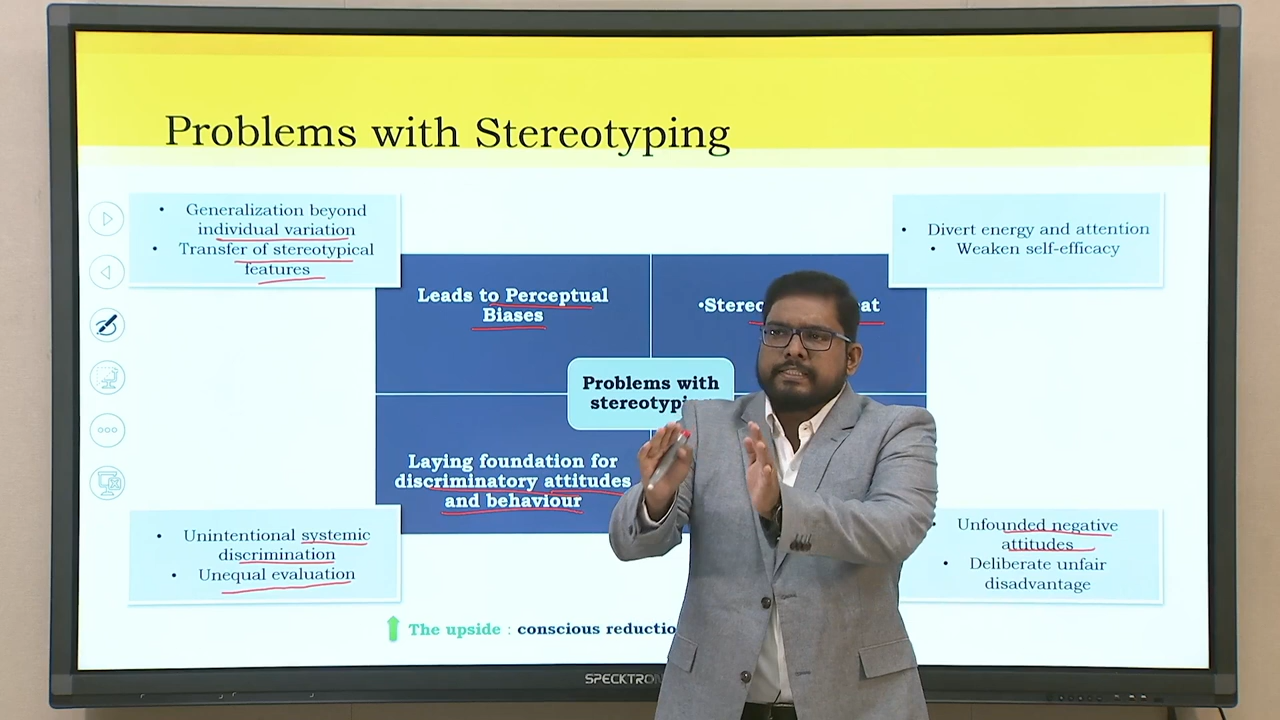 Problems with Stereotyping
• Generalization beyond
individual variation
• Transfer of stereotypical
features
• Divert energy and attention
• Weaken self-efficacy
Leads to Perceptual
Biases
Problems with
Laying foundation for
discriminatory attitudes
and behaviour
• Unintentional systemic
discrimination
• Unequal evaluation
Unfounded negative
attitudes
• Deliberate unfair
disadvantage
The upside : conscious
SPECKTRON